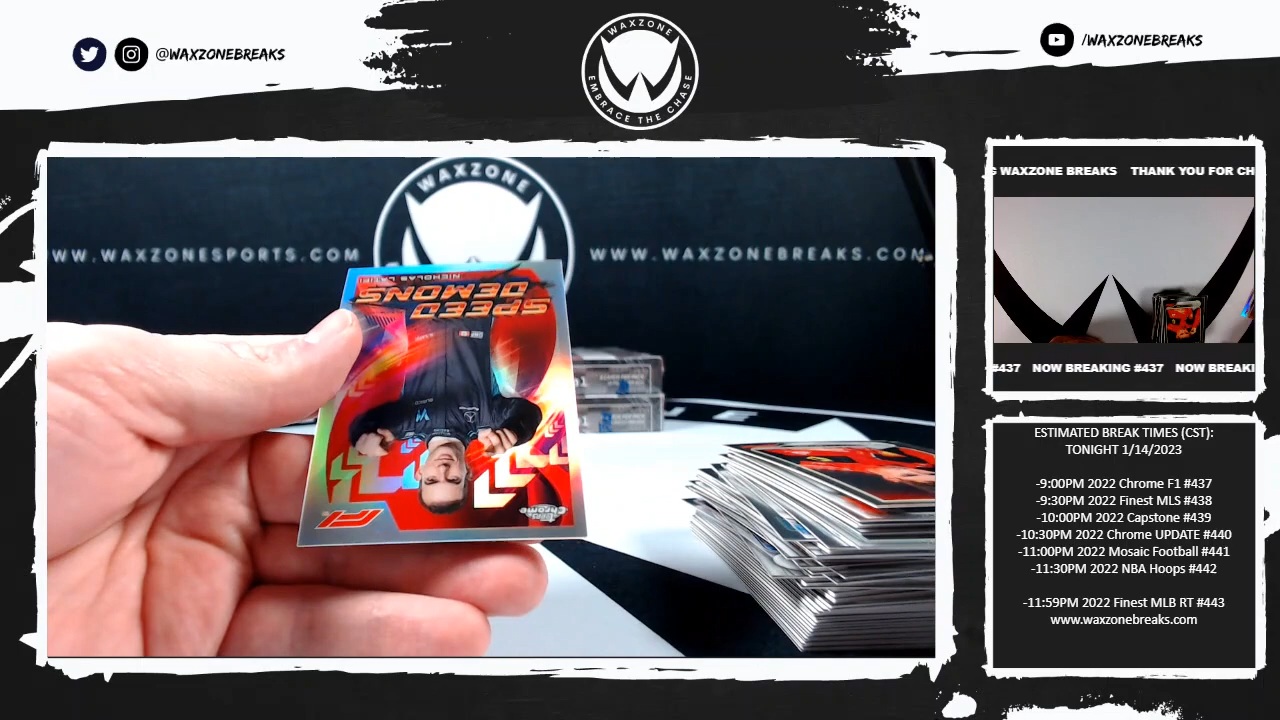 @WAXZONEBREAKS
WAXZONE
EMBRACE THE CHASE
/WAXZONEBREAKS
WAXZONE
WWW.WAXZONESPORTS.COM
WWW.WAXZONEBREAKS.COM
NICHOLAS LATIFI
SPEED
DEMONS
F1
Chrome
S WAXZONE BREAKS THANK YOU FOR CH
#437 NOW BREAKING #437 NOW BREAKI
ESTIMATED BREAK TIMES (CST):
TONIGHT 1/14/2023
-9:00PM 2022 Chrome F1 #437
-9:30PM 2022 Finest MLS #438
-10:00PM 2022 Capstone #439
-10:30PM 2022 Chrome UPDATE #440
-11:00PM 2022 Mosaic Football #441
-11:30PM 2022 NBA Hoops #442
-11:59PM 2022 Finest MLB RT #443
www.waxzonebreaks.com